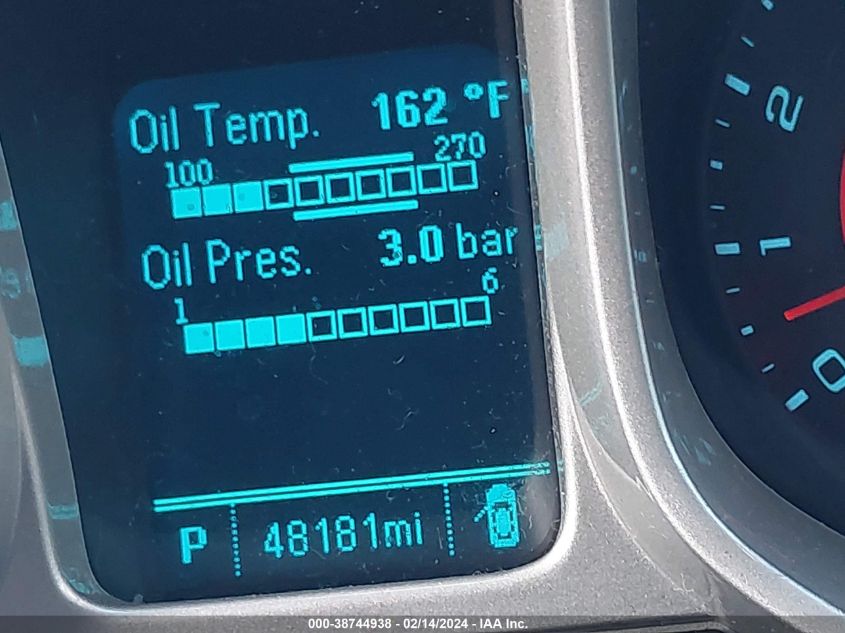 Oil Temp. 162 °F
100 270
Oil Pres. 3.0 bar
1 6
P 48181mi
2
1
0
000-38744938 - 02/14/2024 - IAA Inc.